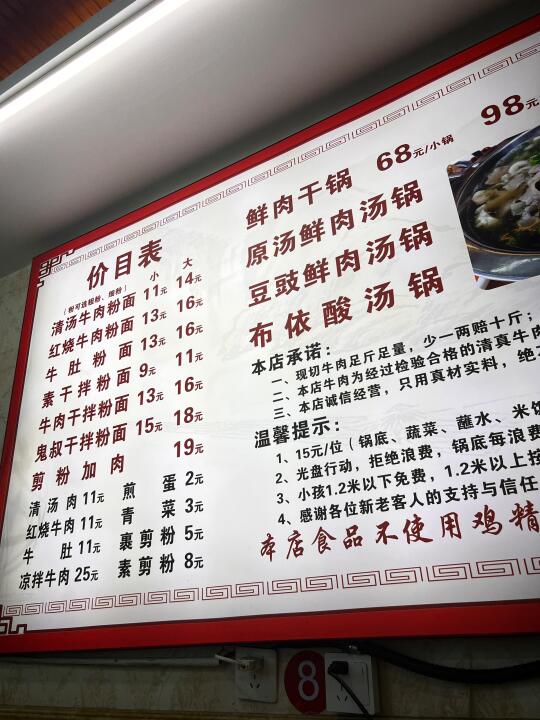 价目表
（粉可选粗粉、细粉）
小 大
清汤牛肉粉面 11元 14元
红烧牛肉粉面 13元 16元
牛肚粉面 13元 16元
素干拌粉面 9元 11元
牛肉干拌粉面 13元 16元
鬼叔干拌粉面 15元 18元
剪粉加肉 19元
清汤肉 11元 煎蛋 2元
红烧牛肉 11元 青菜 3元
牛肚 11元 裹剪粉 5元
凉拌牛肉 25元 素剪粉 8元
鲜肉干锅 68元/小锅 98元
原汤鲜肉汤锅
豆豉鲜肉汤锅
布依酸汤锅
本店承诺：
一、现切牛肉足斤足量，少一两赔十斤；
二、本店牛肉为经过检验合格的清真牛肉
三、本店诚信经营，只用真材实料，绝
温馨提示：
1、15元/位（锅底、蔬菜、蘸水、米饭
2、光盘行动，拒绝浪费，锅底每浪费
3、小孩1.2米以下免费，1.2米以上按
4、感谢各位新老客人的支持与信任
本店食品不使用鸡精
8